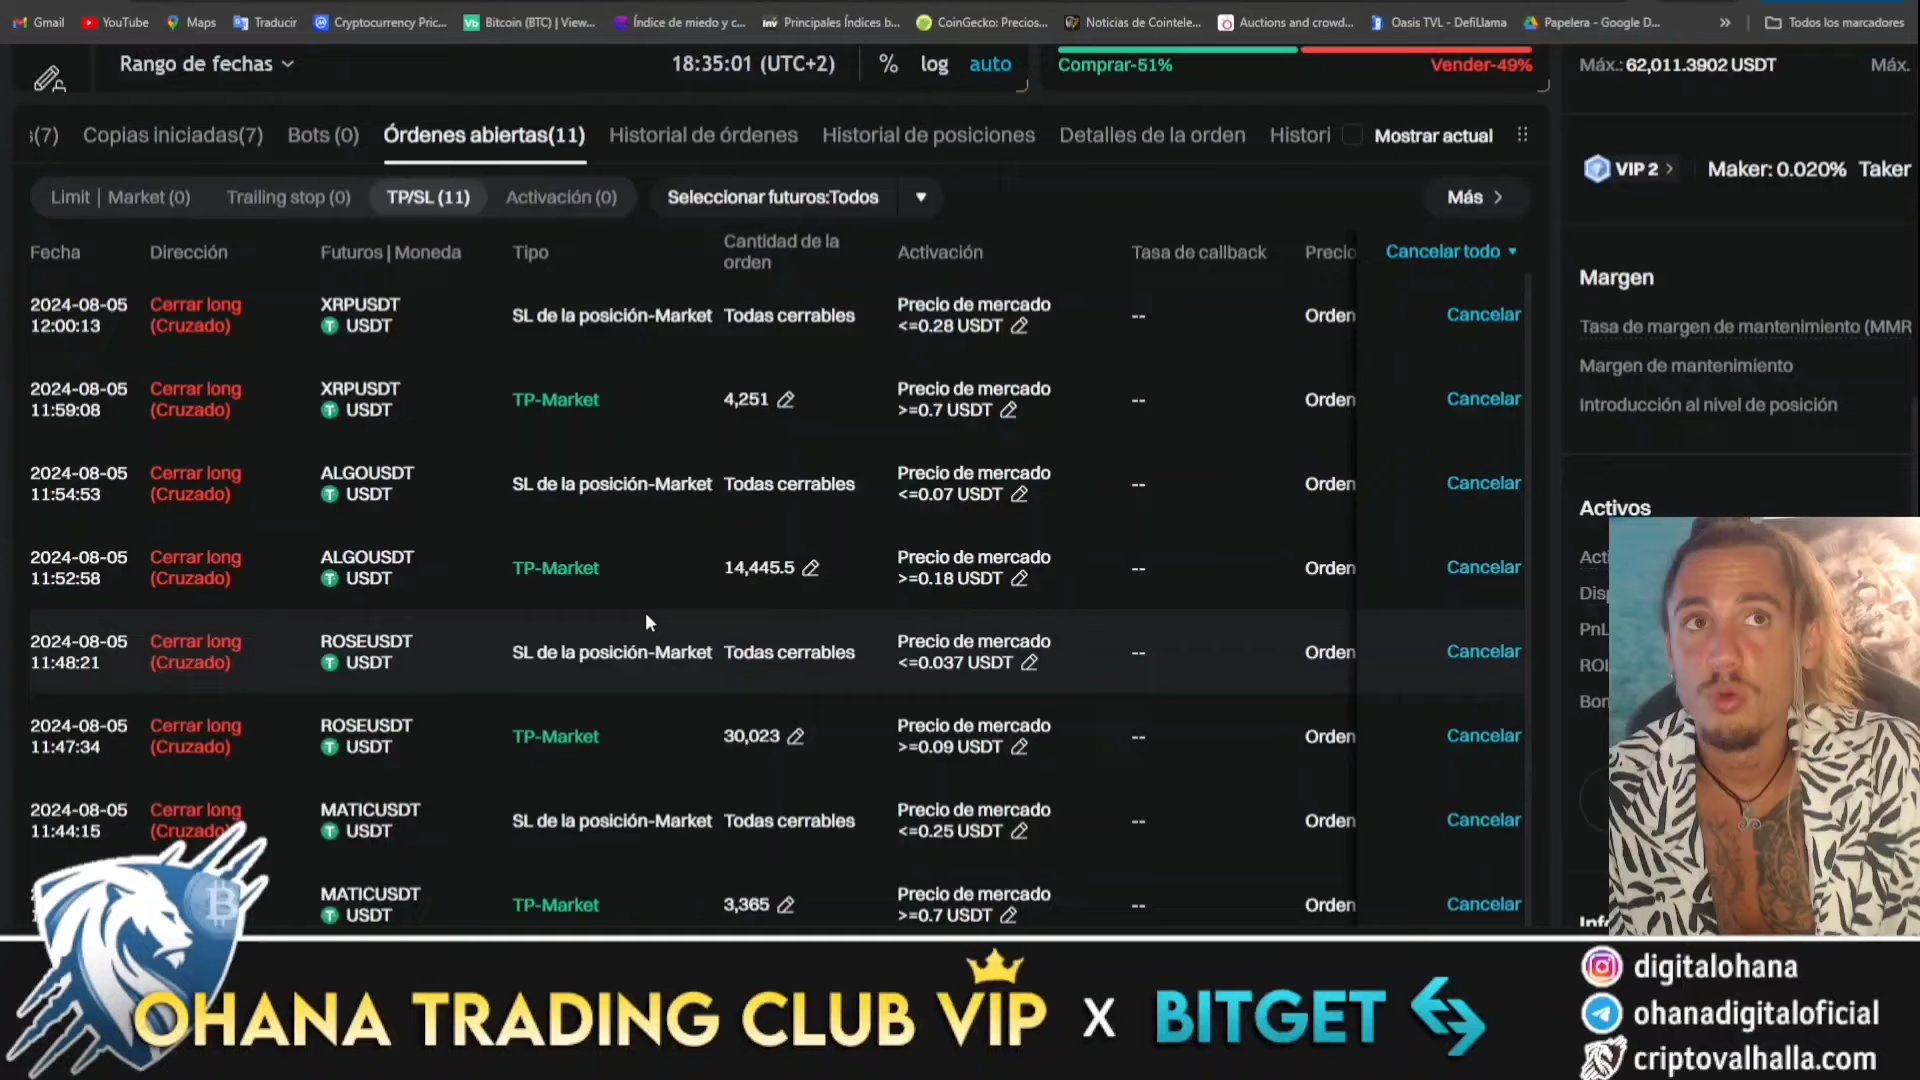 Gmail YouTube Maps Traducir Cryptocurrency Pric... Bitcoin (BTC) | View... Índice de miedo y c... Principales Índices b... CoinGecko: Precios... Noticias de Cointele... Auctions and crowd... Oasis TVL - DefiLlama Papelera - Google D... » Todos los marcadores
Rango de fechas 18:35:01 (UTC+2) % log auto
Comprar-51% Vender-49%
Máx.: 62,011.3902 USDT Máx.
s(7) Copias iniciadas(7) Bots (0) Órdenes abiertas(11) Historial de órdenes Historial de posiciones Detalles de la orden Histori Mostrar actual
VIP 2 > Maker: 0.020% Taker
Limit | Market (0) Trailing stop (0) TP/SL (11) Activación (0) Seleccionar futuros:Todos Más >
Fecha Dirección Futuros | Moneda Tipo Cantidad de la orden Activación Tasa de callback Precio Cancelar todo
2024-08-05 Cerrar long XRPUSDT SL de la posición-Market Todas cerrables Precio de mercado -- Orden Cancelar
12:00:13 (Cruzado) USDT <=0.28 USDT
2024-08-05 Cerrar long XRPUSDT TP-Market 4,251 Precio de mercado -- Orden Cancelar
11:59:08 (Cruzado) USDT >=0.7 USDT
2024-08-05 Cerrar long ALGOUSDT SL de la posición-Market Todas cerrables Precio de mercado -- Orden Cancelar
11:54:53 (Cruzado) USDT <=0.07 USDT
2024-08-05 Cerrar long ALGOUSDT TP-Market 14,445.5 Precio de mercado -- Orden Cancelar
11:52:58 (Cruzado) USDT >=0.18 USDT
2024-08-05 Cerrar long ROSEUSDT SL de la posición-Market Todas cerrables Precio de mercado -- Orden Cancelar
11:48:21 (Cruzado) USDT <=0.037 USDT
2024-08-05 Cerrar long ROSEUSDT TP-Market 30,023 Precio de mercado -- Orden Cancelar
11:47:34 (Cruzado) USDT >=0.09 USDT
2024-08-05 Cerrar long MATICUSDT SL de la posición-Market Todas cerrables Precio de mercado -- Orden Cancelar
11:44:15 (Cruzado) USDT <=0.25 USDT
MATICUSDT TP-Market 3,365 Precio de mercado -- Orden Cancelar
USDT >=0.7 USDT
Margen
Tasa de margen de mantenimiento (MMR
Margen de mantenimiento
Introducción al nivel de posición
Activos
Acti
Disp
PnL
ROI
Bon
OHANA TRADING CLUB VIP X BITGET
digitalohana
ohanadigitaloficial
criptovalhalla.com